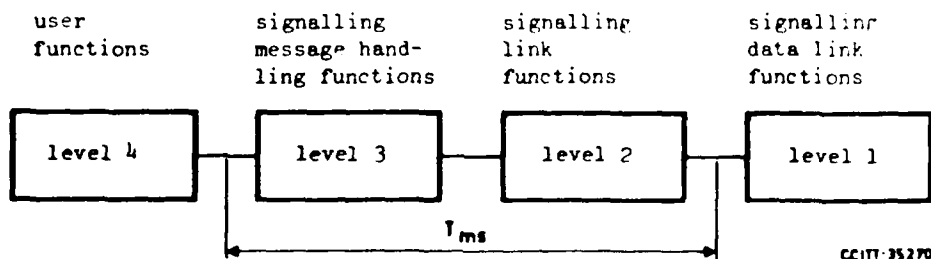 user
functions
signalling
message hand-
ling functions
signalling
link
functions
signalling
data link
functions
level 4
level 3
level 2
level 1
Tms
CCITT-35270